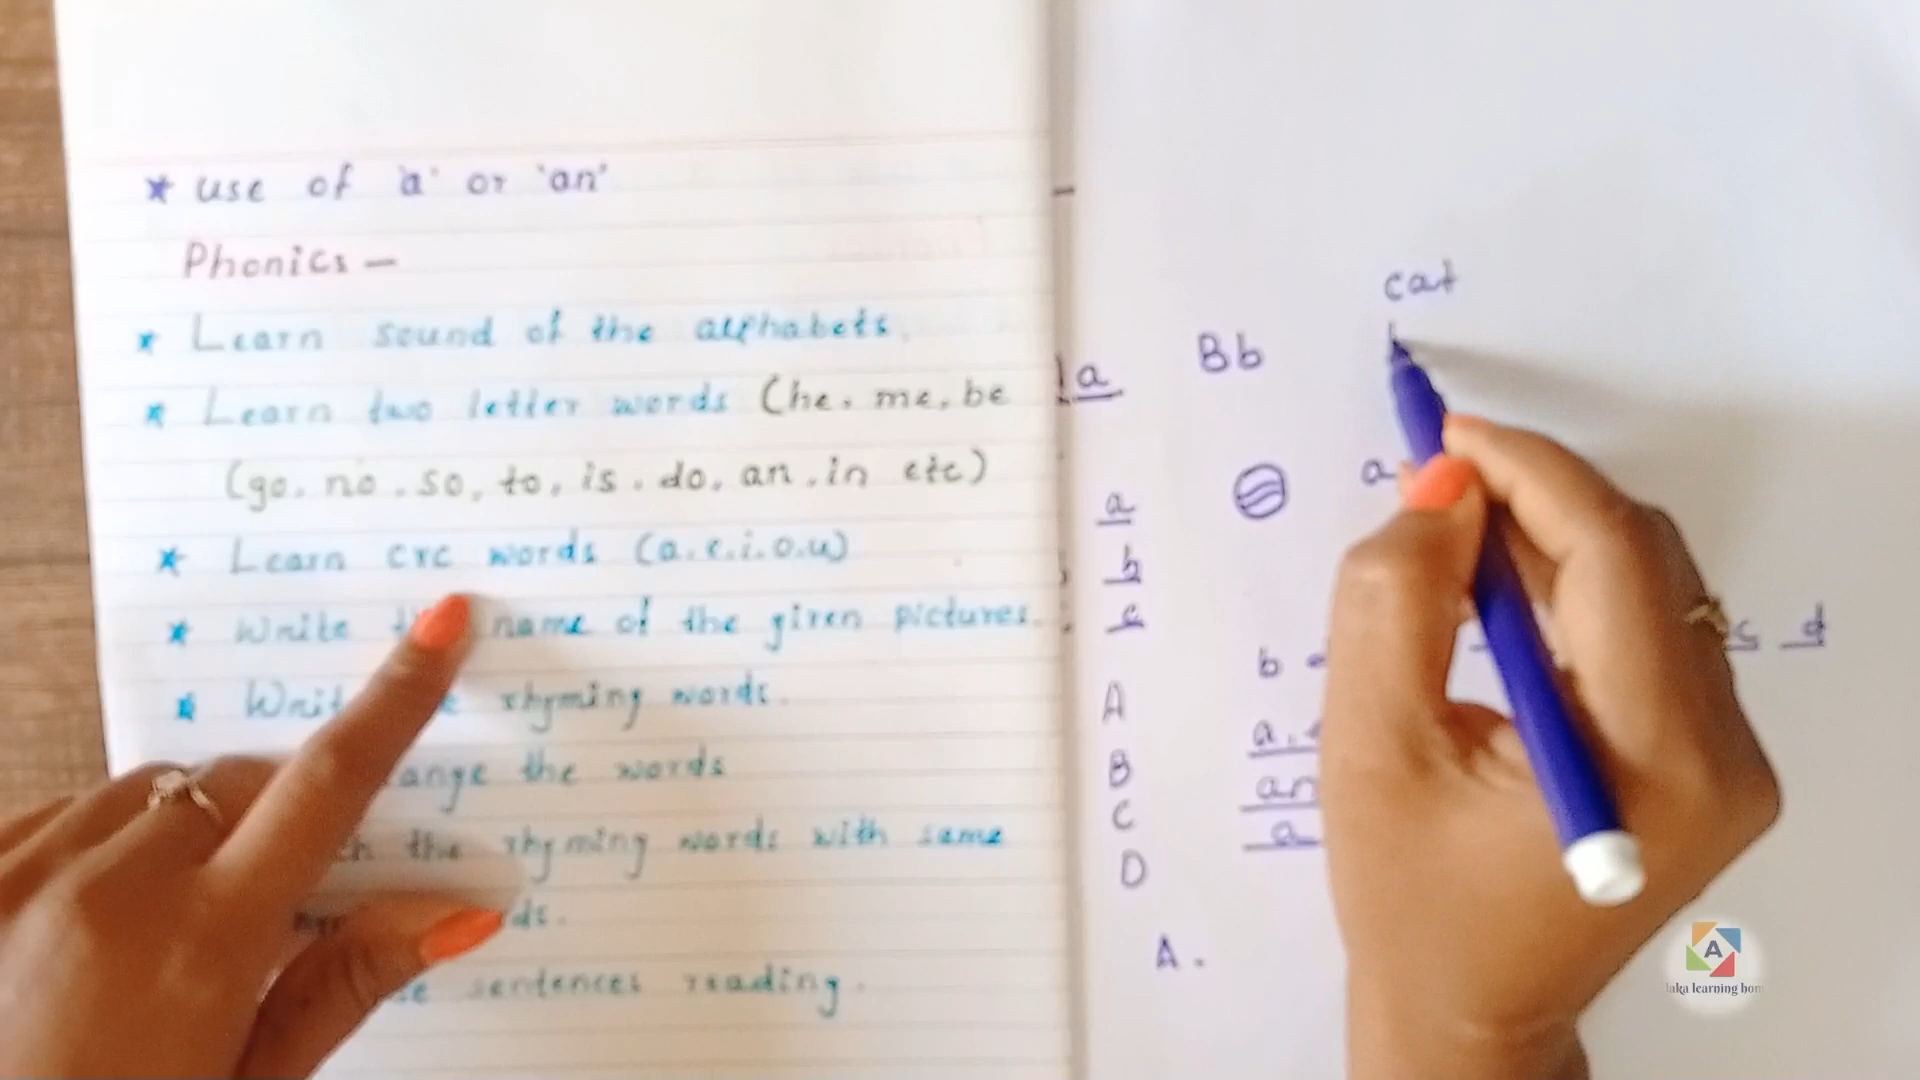 * use of 'a' or 'an'
Phonics –
* Learn sound of the alphabets.
* Learn two letter words (he, me, be
(go, no, so, to, is, do, an, in etc)
* Learn cvc words (a.e.i.o.u)
* Write name of the given pictures.
* rhyming words.
the words
the rhyming words with same
sentences reading.
cat
a Bb
a
a
b
c
c d
b
A
a
B
an
C
a
D
A.
A
learning